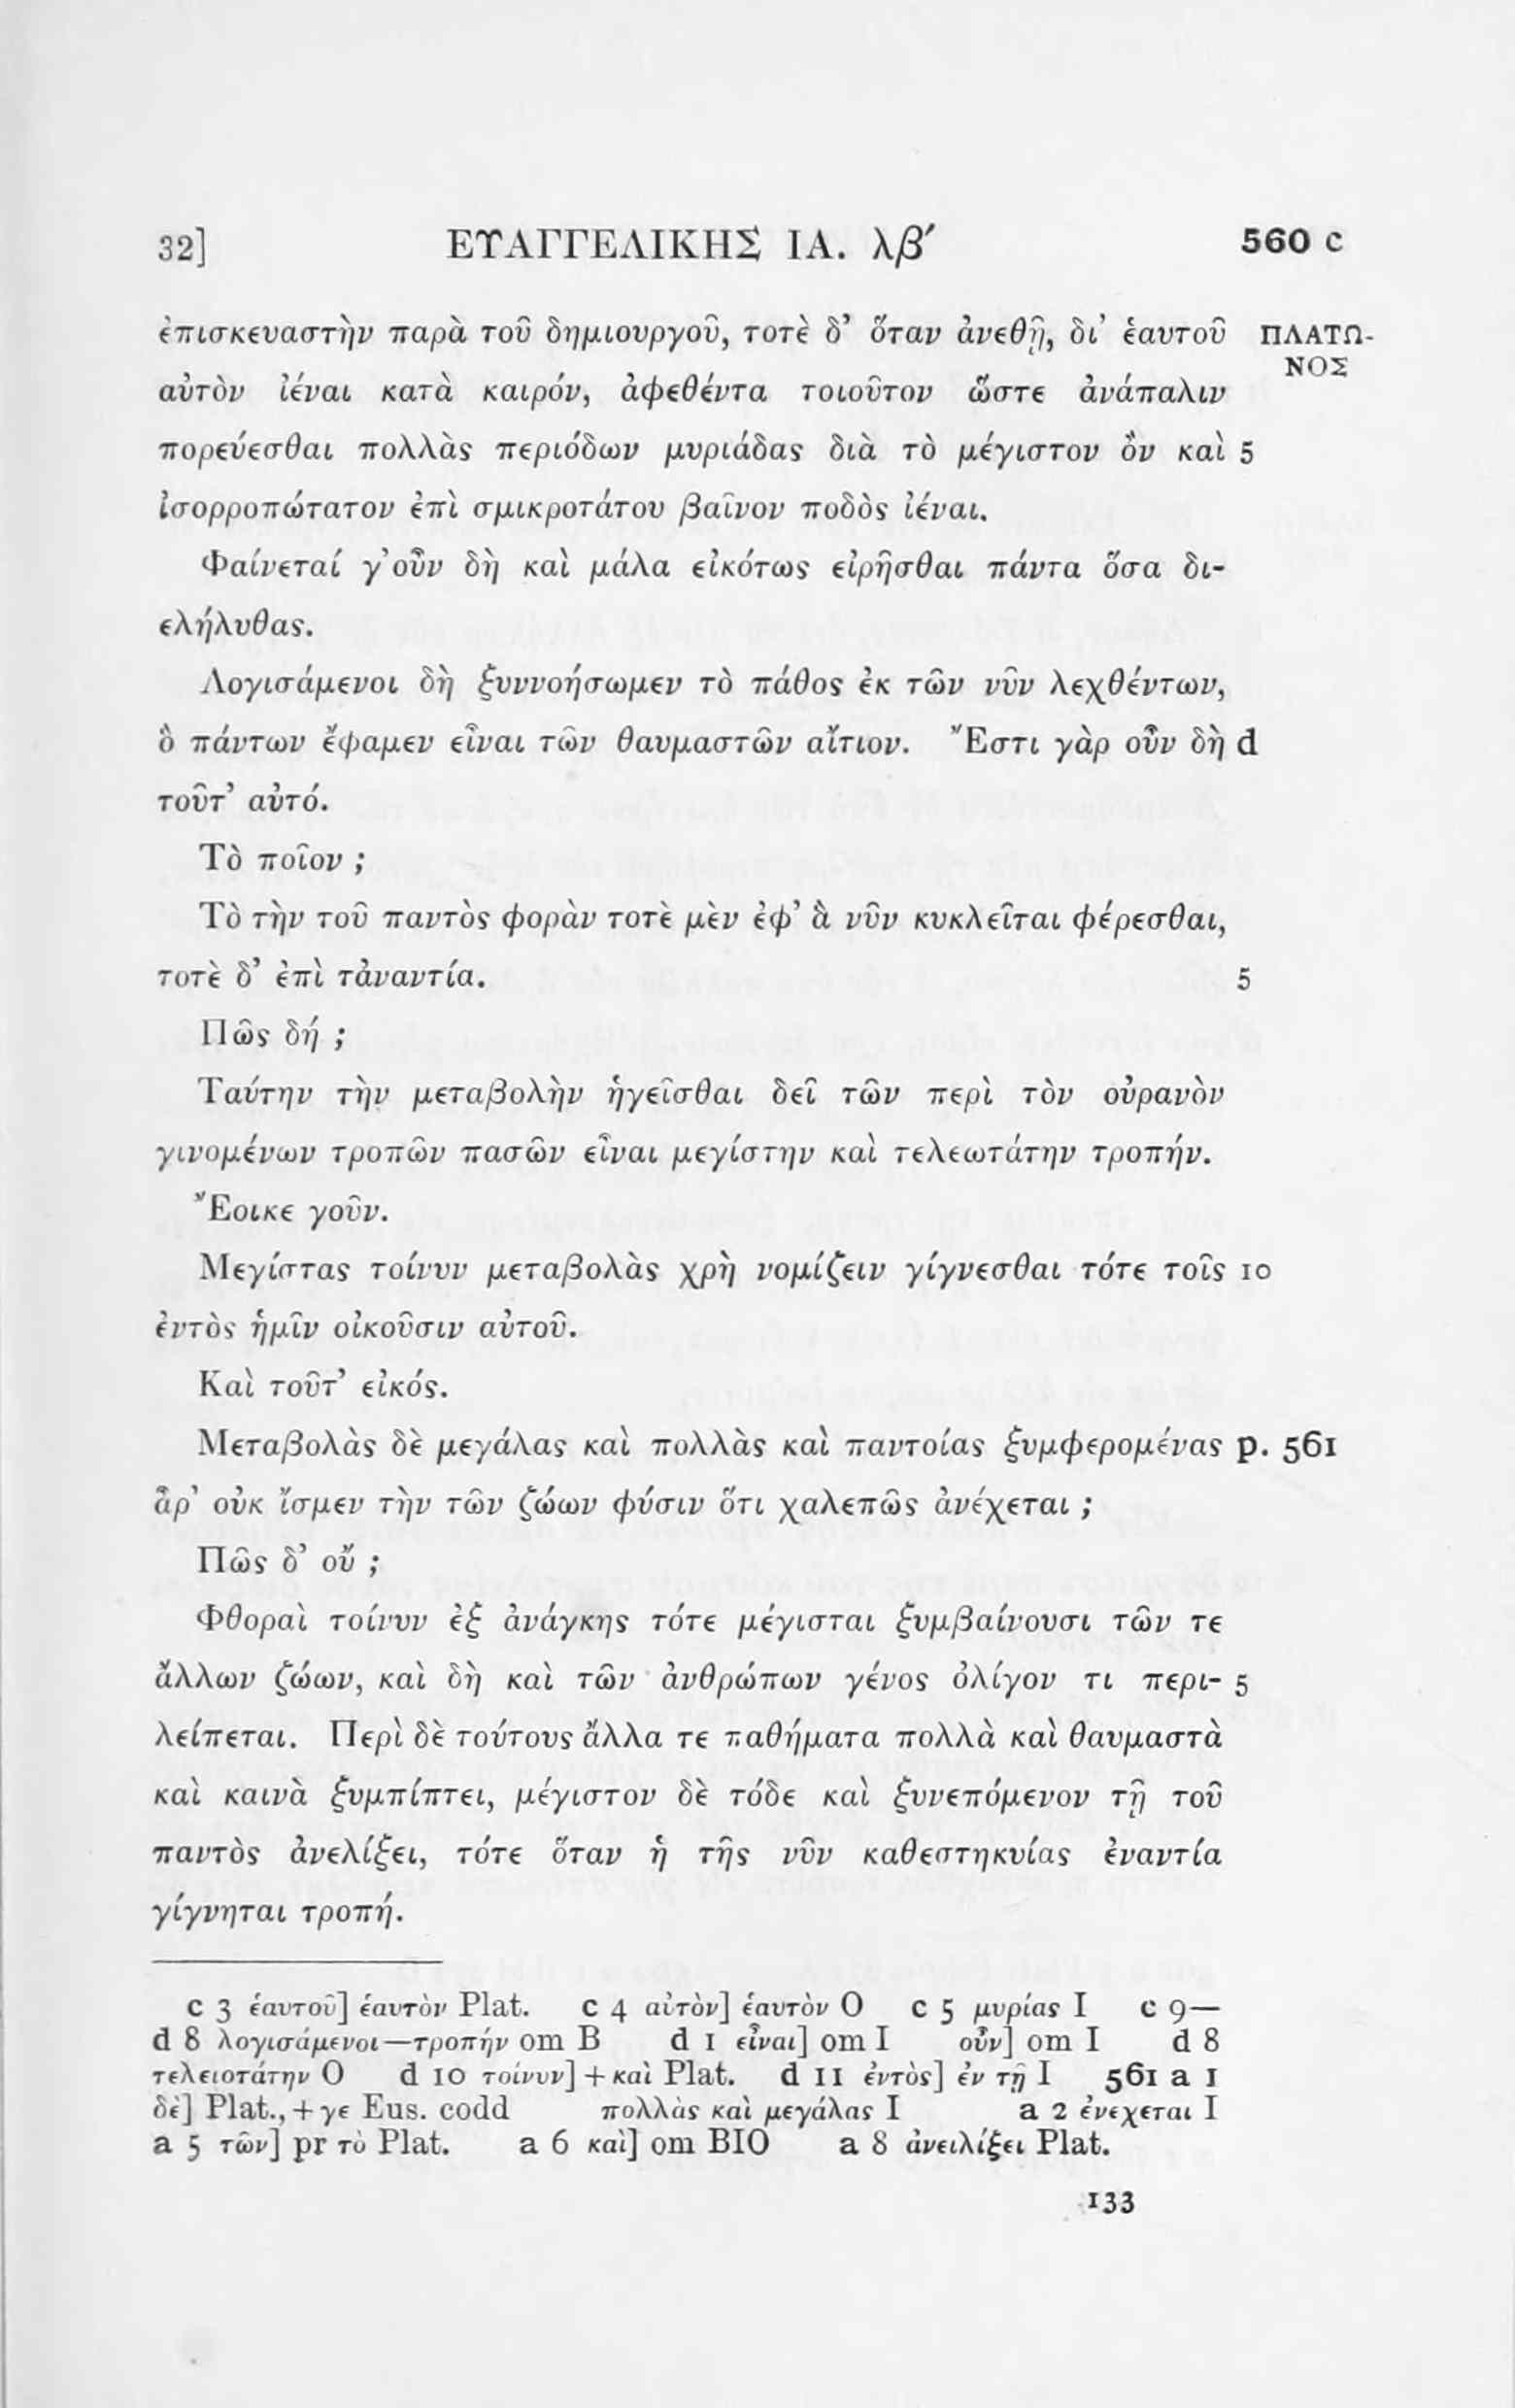 32] ΕΥΑΓΓΕΛΙΚΗΣ ΙΑ. λβ′ 560 c
ἐπισκευαστὴν παρὰ τοῦ δημιουργοῦ, τοτὲ δ’ ὅταν ἀνεθῇ, δι’ ἑαυτοῦ ΠΛΑΤΩ-
ΝΟΣ
αὐτὸν ἰέναι κατὰ καιρόν, ἀφεθέντα τοιοῦτον ὥστε ἀνάπαλιν
πορεύεσθαι πολλὰς περιόδων μυριάδας διὰ τὸ μέγιστον ὂν καὶ 5
ἰσορροπώτατον ἐπὶ σμικροτάτου βαῖνον ποδὸς ἰέναι.
Φαίνεταί γ’ οὖν δὴ καὶ μάλα εἰκότως εἰρῆσθαι πάντα ὅσα δι-
ελήλυθας.
Λογισάμενοι δὴ ξυννοήσωμεν τὸ πάθος ἐκ τῶν νῦν λεχθέντων,
ὃ πάντων ἔφαμεν εἶναι τῶν θαυμαστῶν αἴτιον. Ἔστι γὰρ οὖν δὴ d
τοῦτ’ αὐτό.
Τὸ ποῖον ;
Τὸ τὴν τοῦ παντὸς φορὰν τοτὲ μὲν ἐφ’ ἃ νῦν κυκλεῖται φέρεσθαι,
τοτὲ δ’ ἐπὶ τἀναντία. 5
Πῶς δή ;
Ταύτην τὴν μεταβολὴν ἡγεῖσθαι δεῖ τῶν περὶ τὸν οὐρανὸν
γινομένων τροπῶν πασῶν εἶναι μεγίστην καὶ τελεωτάτην τροπήν.
Ἔοικε γοῦν.
Μεγίστας τοίνυν μεταβολὰς χρὴ νομίζειν γίγνεσθαι τότε τοῖς 10
ἐντὸς ἡμῖν οἰκοῦσιν αὐτοῦ.
Καὶ τοῦτ’ εἰκός.
Μεταβολὰς δὲ μεγάλας καὶ πολλὰς καὶ παντοίας ξυμφερομένας p. 561
ἆρ’ οὐκ ἴσμεν τὴν τῶν ζώων φύσιν ὅτι χαλεπῶς ἀνέχεται ;
Πῶς δ’ οὔ ;
Φθοραὶ τοίνυν ἐξ ἀνάγκης τότε μέγισται ξυμβαίνουσι τῶν τε
ἄλλων ζώων, καὶ δὴ καὶ τῶν ἀνθρώπων γένος ὀλίγον τι περι- 5
λείπεται. Περὶ δὲ τούτους ἄλλα τε παθήματα πολλὰ καὶ θαυμαστὰ
καὶ καινὰ ξυμπίπτει, μέγιστον δὲ τόδε καὶ ξυνεπόμενον τῇ τοῦ
παντὸς ἀνελίξει, τότε ὅταν ἡ τῆς νῦν καθεστηκυίας ἐναντία
γίγνηται τροπή.
c 3 ἑαυτοῦ] ἑαυτὸν Plat. c 4 αὐτὸν] ἑαυτὸν O c 5 μυρίας I c 9—
d 8 λογισάμενοι—τροπήν om B d 1 εἶναι] om I οὖν] om I d 8
τελειοτάτην O d 10 τοίνυν] + καὶ Plat. d 11 ἐντὸς] ἐν τῇ I 561 a 1
δὲ] Plat., + γε Eus. codd πολλὰς καὶ μεγάλας I a 2 ἐνεχεται I
a 5 τῶν] pr τὸ Plat. a 6 καὶ] om BIO a 8 ἀνειλίξει Plat.
133